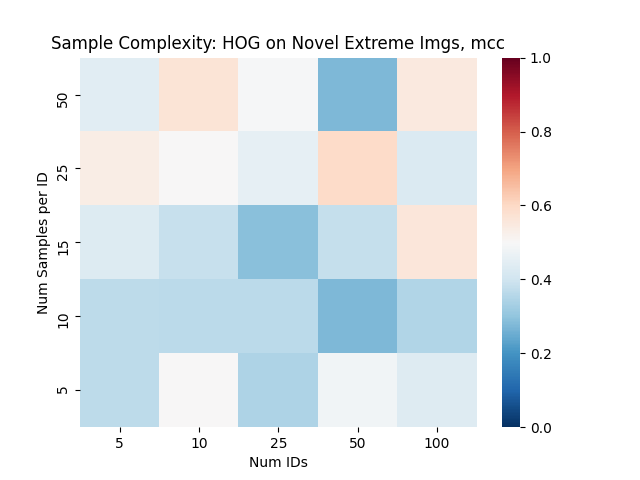 Sample Complexity: HOG on Novel Extreme Imgs, mcc
Num Samples per ID
50
25
15
10
5
5 10 25 50 100
Num IDs
1.0
0.8
0.6
0.4
0.2
0.0